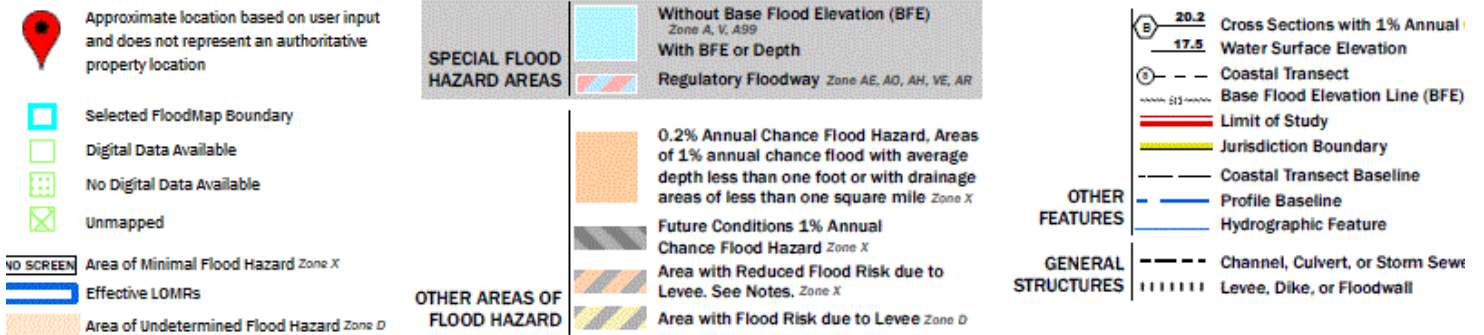 Approximate location based on user input
and does not represent an authoritative
property location
Selected FloodMap Boundary
Digital Data Available
No Digital Data Available
Unmapped
NO SCREEN Area of Minimal Flood Hazard Zone X
Effective LOMRs
Area of Undetermined Flood Hazard Zone D
SPECIAL FLOOD
HAZARD AREAS
Without Base Flood Elevation (BFE)
Zone A, V, A99
With BFE or Depth
Regulatory Floodway Zone AE, AO, AH, VE, AR
0.2% Annual Chance Flood Hazard, Areas
of 1% annual chance flood with average
depth less than one foot or with drainage
areas of less than one square mile Zone X
Future Conditions 1% Annual
Chance Flood Hazard Zone X
Area with Reduced Flood Risk due to
Levee. See Notes. Zone X
OTHER AREAS OF
FLOOD HAZARD
Area with Flood Risk due to Levee Zone D
B 20.2 Cross Sections with 1% Annual
17.5 Water Surface Elevation
8 Coastal Transect
513 Base Flood Elevation Line (BFE)
Limit of Study
Jurisdiction Boundary
Coastal Transect Baseline
OTHER
FEATURES
Profile Baseline
Hydrographic Feature
GENERAL
STRUCTURES
Channel, Culvert, or Storm Sewe
Levee, Dike, or Floodwall